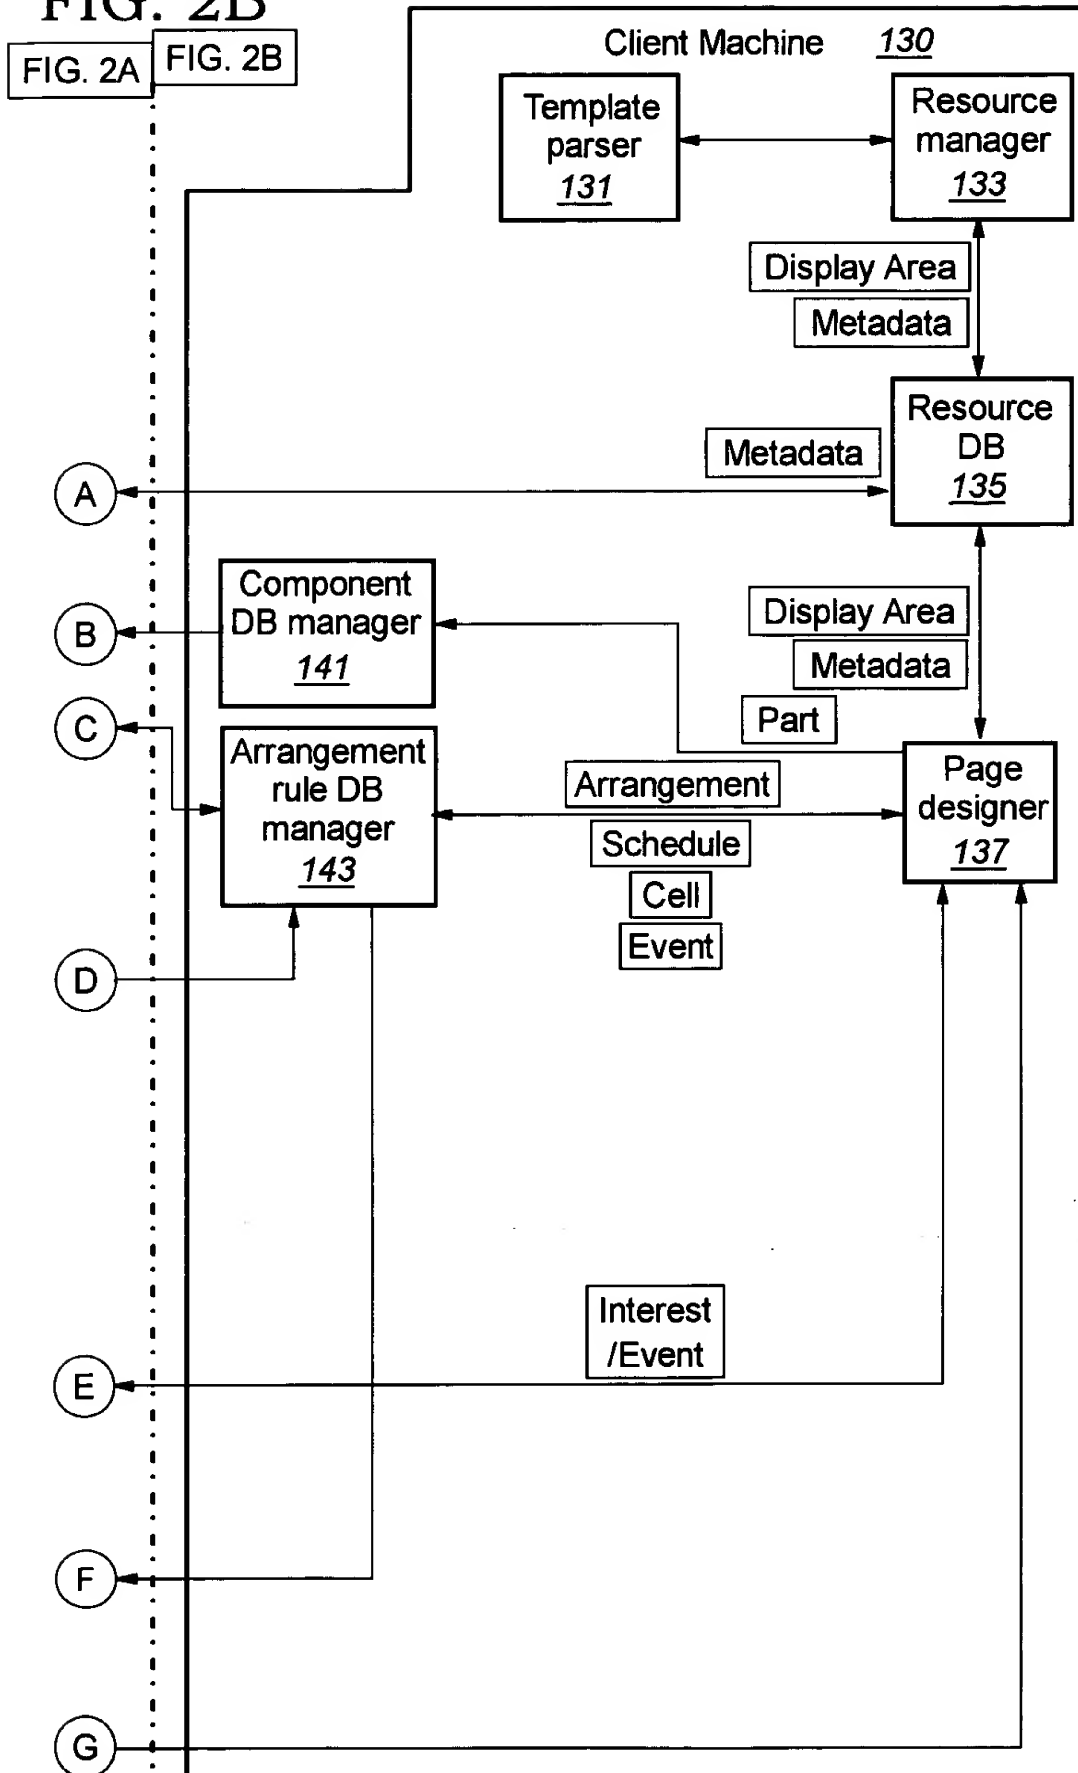 FIG. 2B
FIG. 2A
FIG. 2B
Client Machine 130
Template
parser
131
Resource
manager
133
Display Area
Metadata
Resource
DB
135
Metadata
A
Component
DB manager
141
B
Display Area
Metadata
Part
C
Arrangement
rule DB
manager
143
Arrangement
Schedule
Cell
Event
Page
designer
137
D
Interest
/Event
E
F
G